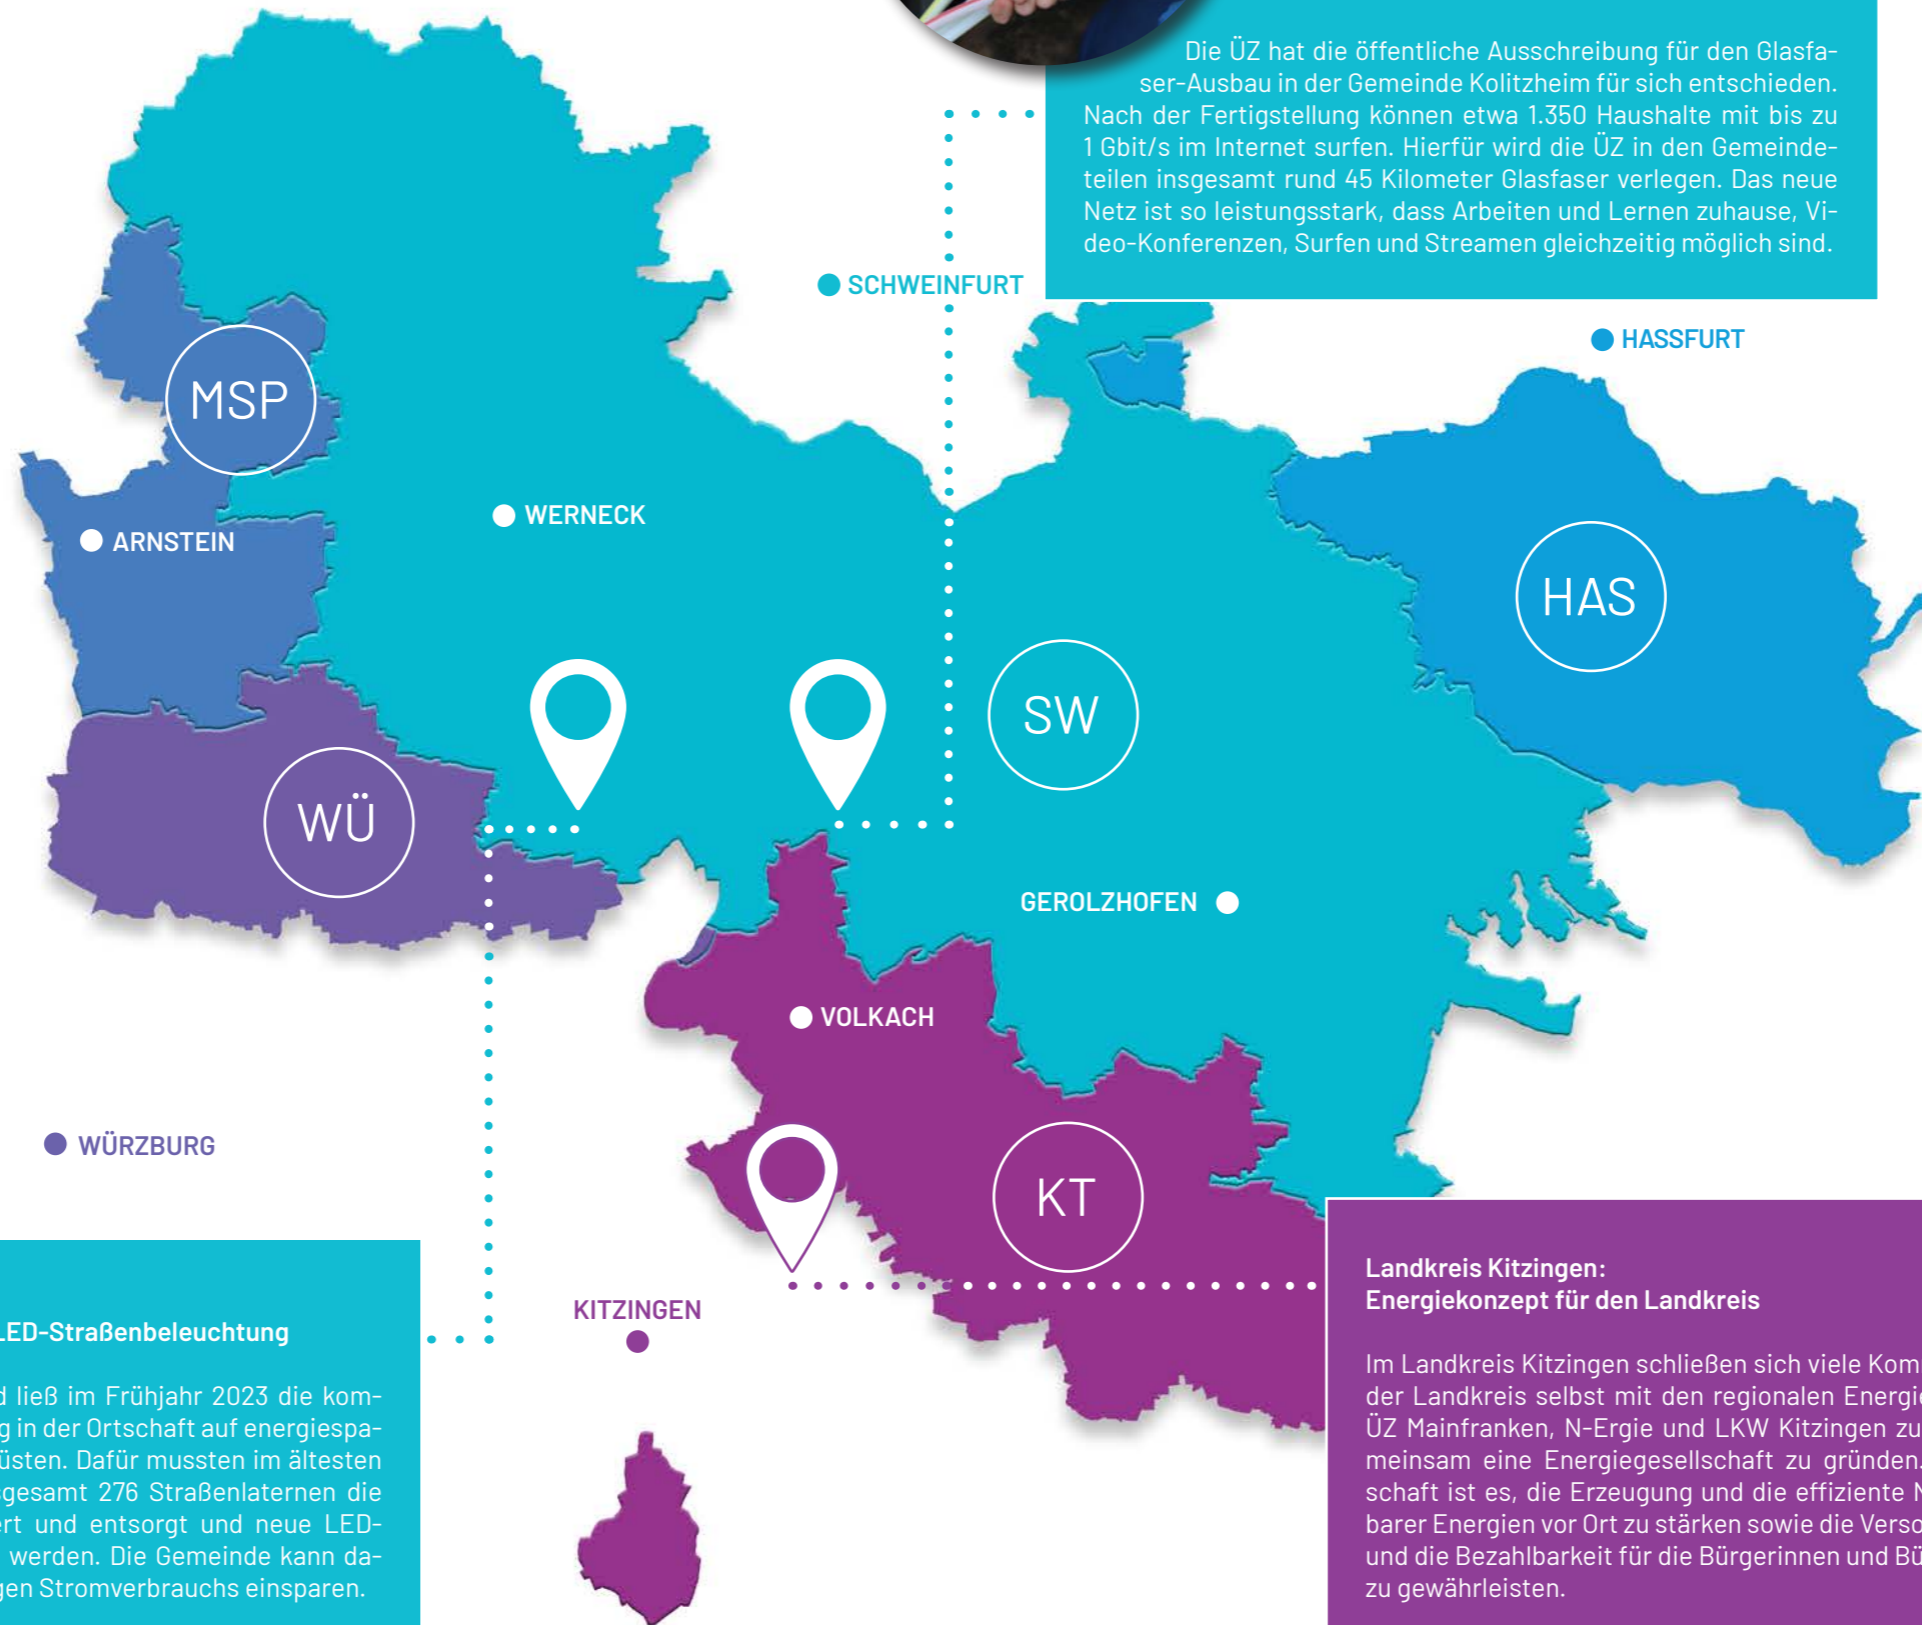 Die ÜZ hat die öffentliche Ausschreibung für den Glasfa-
ser-Ausbau in der Gemeinde Kolitzheim für sich entschieden.
Nach der Fertigstellung können etwa 1.350 Haushalte mit bis zu
1 Gbit/s im Internet surfen. Hierfür wird die ÜZ in den Gemeinde-
teilen insgesamt rund 45 Kilometer Glasfaser verlegen. Das neue
Netz ist so leistungsstark, dass Arbeiten und Lernen zuhause, Vi-
deo-Konferenzen, Surfen und Streamen gleichzeitig möglich sind.
SCHWEINFURT
HASSFURT
MSP
WERNECK
ARNSTEIN
HAS
SW
WÜ
GEROLZHOFEN
VOLKACH
WÜRZBURG
KT
KITZINGEN
LED-Straßenbeleuchtung
ließ im Frühjahr 2023 die kom-
in der Ortschaft auf energiespa-
Dafür mussten im ältesten
276 Straßenlaternen die
und entsorgt und neue LED-
werden. Die Gemeinde kann da-
Stromverbrauchs einsparen.
Landkreis Kitzingen:
Energiekonzept für den Landkreis
Im Landkreis Kitzingen schließen sich viele Kom
der Landkreis selbst mit den regionalen Energie
ÜZ Mainfranken, N-Ergie und LKW Kitzingen zu
meinsam eine Energiegesellschaft zu gründen.
schaft ist es, die Erzeugung und die effiziente
barer Energien vor Ort zu stärken sowie die Verso
und die Bezahlbarkeit für die Bürgerinnen und Bü
zu gewährleisten.